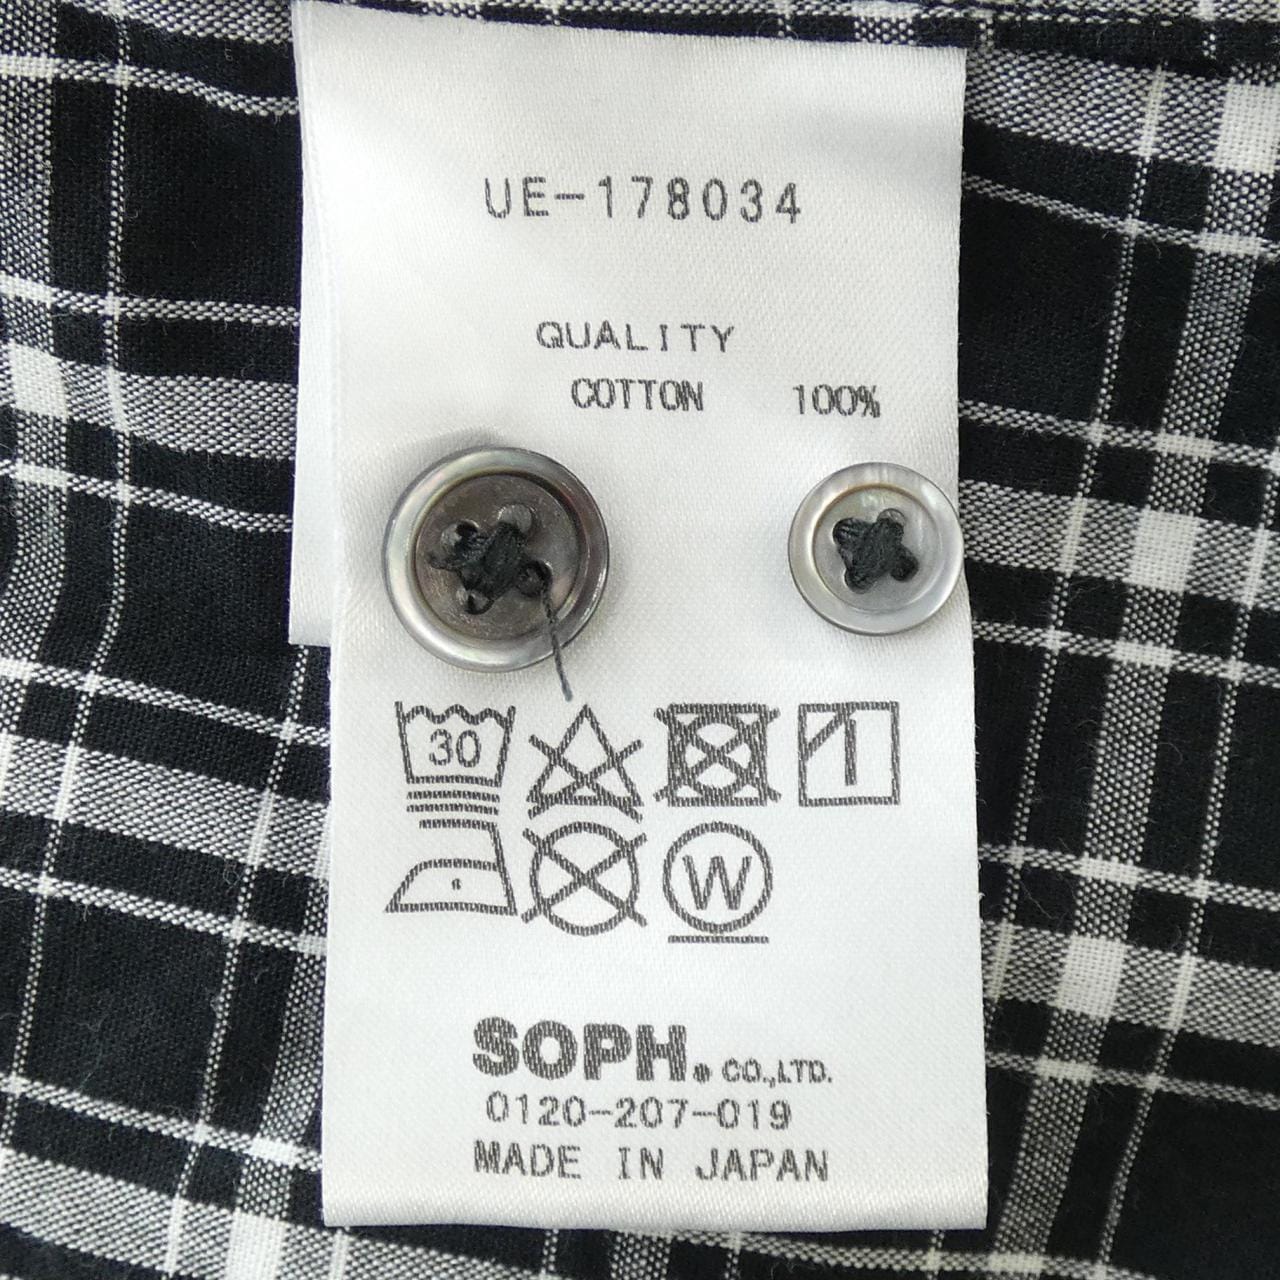 UE-178034
QUALITY
COTTON 100%
30
W
SOPH.® CO.,LTD.
0120-207-019
MADE IN JAPAN